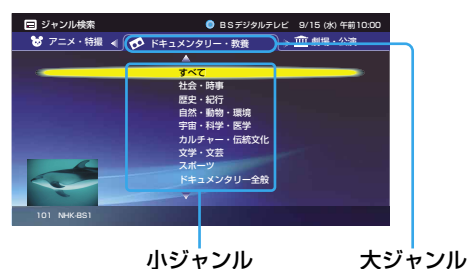 ジャンル検索 BSデジタルテレビ 9/15 (水) 午前10:00
アニメ・特撮 ドキュメンタリー・教養 劇場・公演
すべて
社会・時事
歴史・紀行
自然・動物・環境
宇宙・科学・医学
カルチャー・伝統文化
文学・文芸
スポーツ
ドキュメンタリー全般
101 NHK-BS1
小ジャンル 大ジャンル